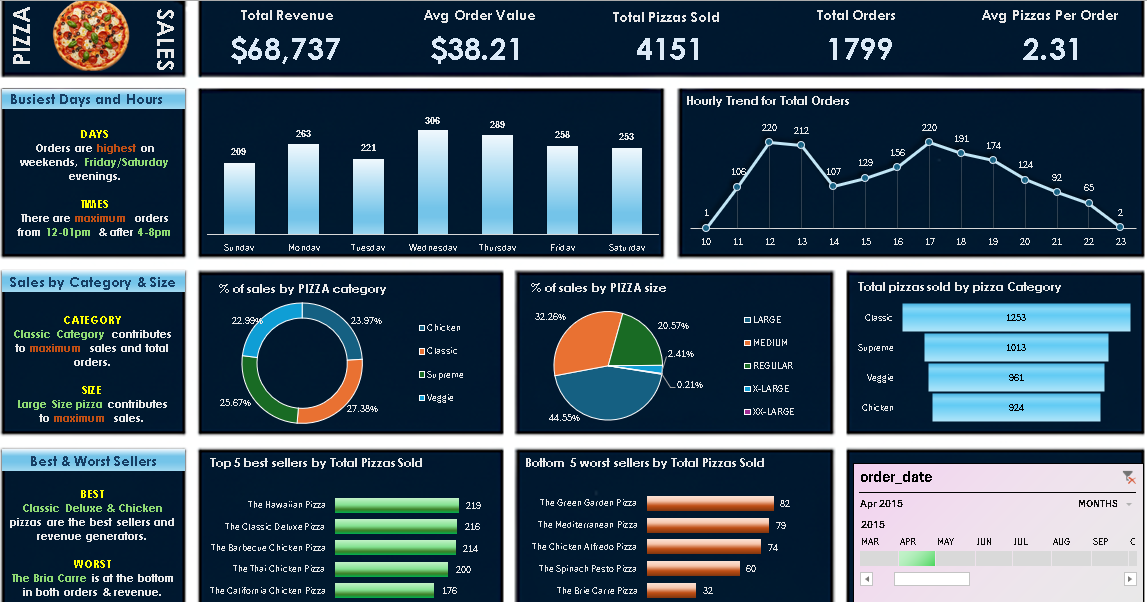 PIZZA
SALES
Total Revenue
$68,737
Avg Order Value
$38.21
Total Pizzas Sold
4151
Total Orders
1799
Avg Pizzas Per Order
2.31
Busiest Days and Hours
DAYS
Orders are highest on
weekends, Friday/Saturday
evenings.
TIMES
There are maximum orders
from 12-01pm & after 4-8pm
209
263
221
306
289
258
253
Sunday
Monday
Tuesday
Wednesday
Thursday
Friday
Saturday
Hourly Trend for Total Orders
1
106
220
212
107
129
156
220
191
174
124
92
65
2
10
11
12
13
14
15
16
17
18
19
20
21
22
23
Sales by Category & Size
CATEGORY
Classic Category contributes
to maximum sales and total
orders.
SIZE
Large Size pizza contributes
to maximum sales.
% of sales by PIZZA category
22.99%
23.97%
25.67%
27.38%
Chicken
Classic
Supreme
Veggie
% of sales by PIZZA size
32.26%
20.57%
2.41%
0.21%
44.55%
LARGE
MEDIUM
REGULAR
X-LARGE
XX-LARGE
Total pizzas sold by pizza Category
Classic 1253
Supreme 1013
Veggie 961
Chicken 924
Best & Worst Sellers
BEST
Classic Deluxe & Chicken
pizzas are the best sellers and
revenue generators.
WORST
The Bria Carre is at the bottom
in both orders & revenue.
Top 5 best sellers by Total Pizzas Sold
The Hawaiian Pizza 219
The Classic Deluxe Pizza 216
The Barbecue Chicken Pizza 214
The Thai Chicken Pizza 200
The California Chicken Pizza 176
Bottom 5 worst sellers by Total Pizzas Sold
The Green Garden Pizza 82
The Mediterranean Pizza 79
The Chicken Alfredo Pizza 74
The Spinach Pesto Pizza 60
The Brie Carre Pizza 32
order_date
Apr 2015 MONTHS
2015
MAR APR MAY JUN JUL AUG SEP O